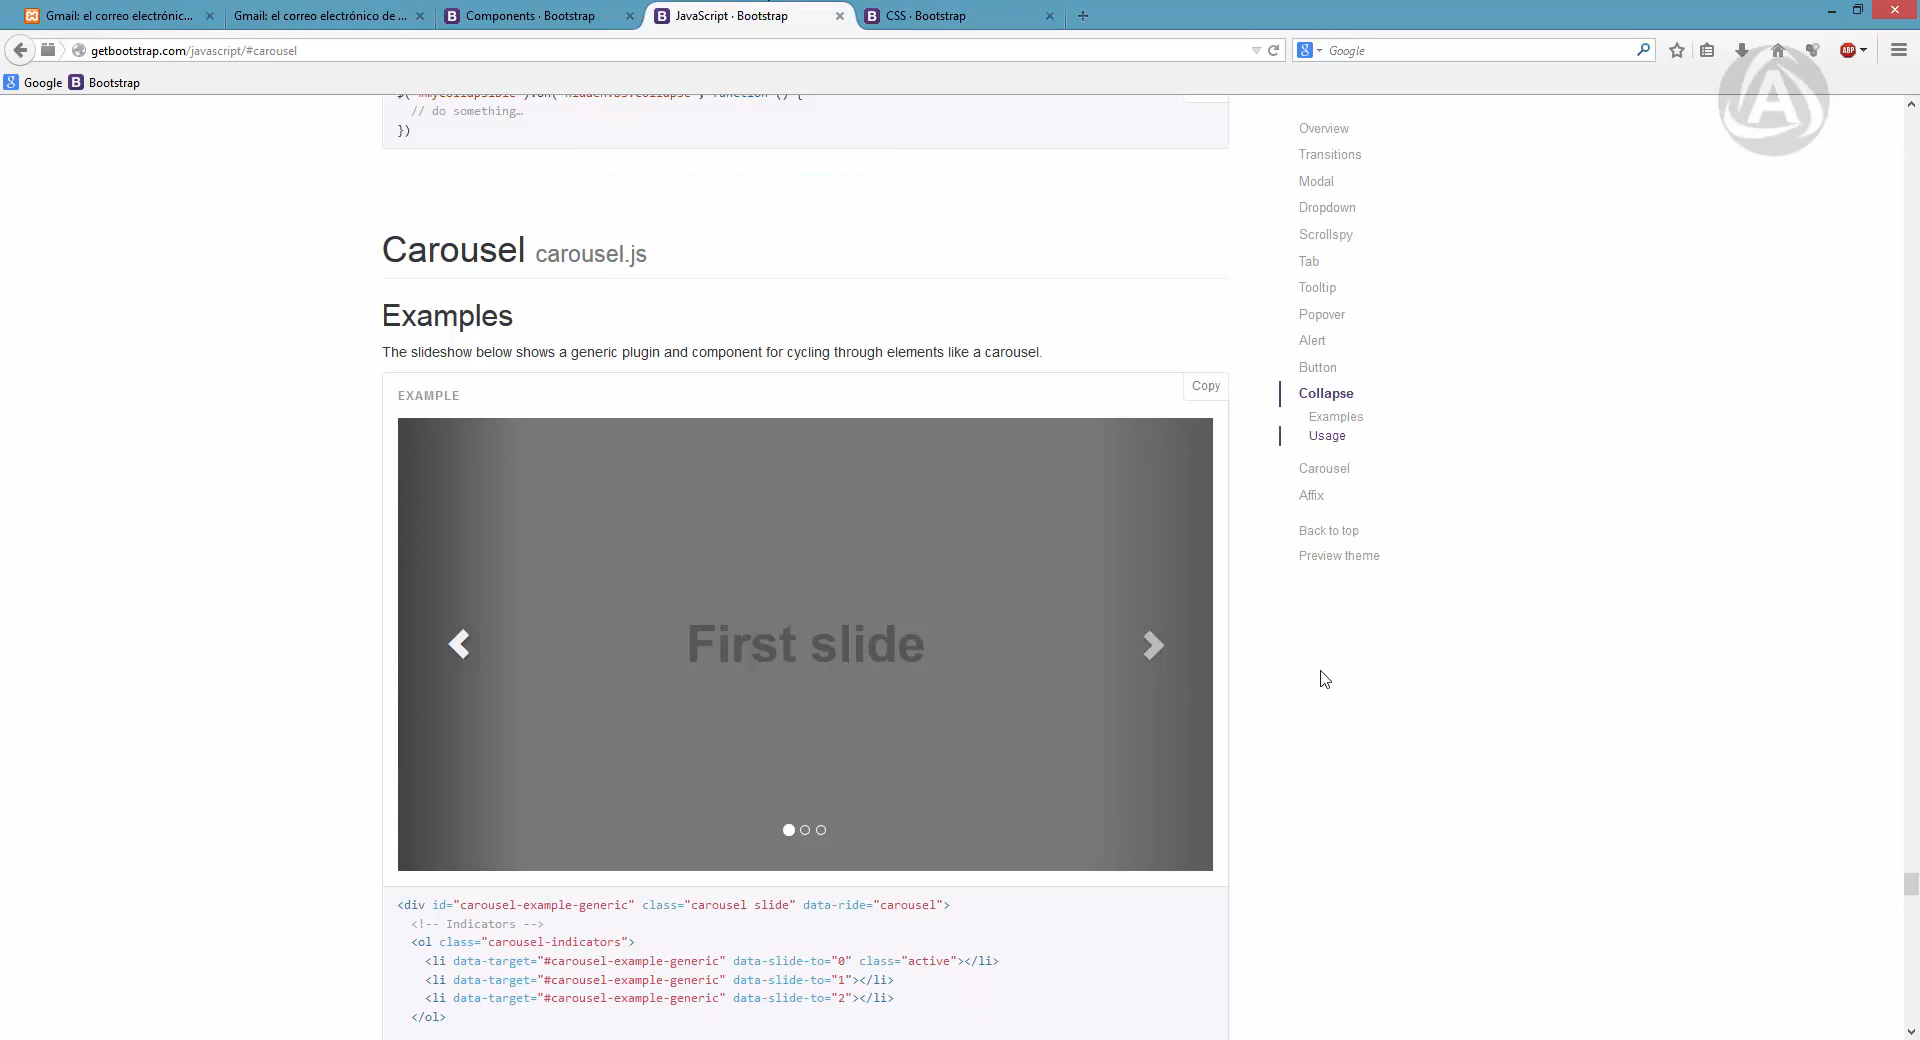 Gmail: el correo electrónic...
Gmail: el correo electrónico de ...
Components · Bootstrap
JavaScript · Bootstrap
CSS · Bootstrap
getbootstrap.com/javascript/#carousel
Google
Google
Bootstrap
// do something…
})
Carousel carousel.js
Examples
The slideshow below shows a generic plugin and component for cycling through elements like a carousel.
EXAMPLE
Copy
First slide
<div id="carousel-example-generic" class="carousel slide" data-ride="carousel">
<!-- Indicators -->
<ol class="carousel-indicators">
<li data-target="#carousel-example-generic" data-slide-to="0" class="active"></li>
<li data-target="#carousel-example-generic" data-slide-to="1"></li>
<li data-target="#carousel-example-generic" data-slide-to="2"></li>
</ol>
Overview
Transitions
Modal
Dropdown
Scrollspy
Tab
Tooltip
Popover
Alert
Button
Collapse
Examples
Usage
Carousel
Affix
Back to top
Preview theme